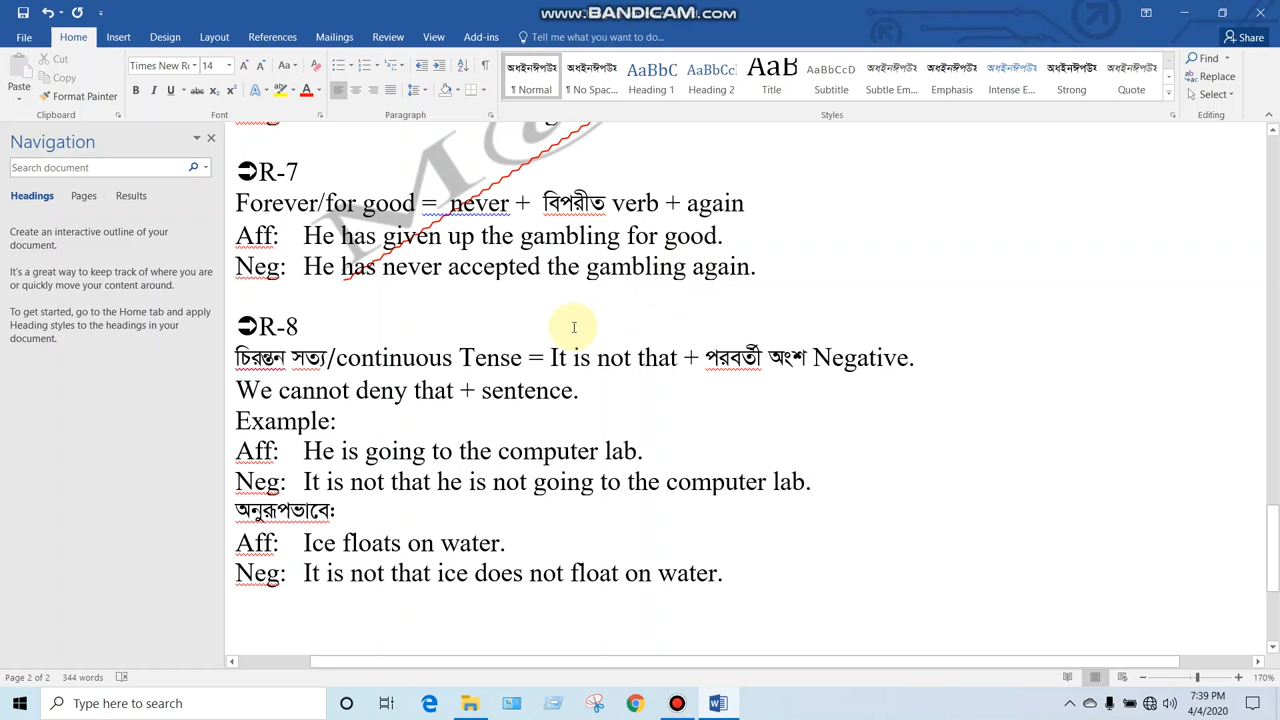 www.BANDICAM.com
File Home Insert Design Layout References Mailings Review View Add-ins Tell me what you want to do... Share
Cut
Copy
Format Painter
Paste
Clipboard
Times New Ro 14
Font
Paragraph
অধইনঈপউ
¶ Normal
অধইনঈপউ
¶ No Spac...
AaBbC
Heading 1
AaBbCc
Heading 2
AaB
Title
AaBbCcD
Subtitle
অধইনঈপউ
Subtle Em...
অধইনঈপউ
Emphasis
অধইনঈপউ
Intense E...
অধইনঈপউ
Strong
অধইনঈপউ
Quote
Styles
Find
Replace
Select
Editing
Navigation
Search document
Headings Pages Results
Create an interactive outline of your
document.
It's a great way to keep track of where you are
or quickly move your content around.
To get started, go to the Home tab and apply
Heading styles to the headings in your
document.
R-7
Forever/for good = never + বিপরীত verb + again
Aff: He has given up the gambling for good.
Neg: He has never accepted the gambling again.
R-8
চিরন্তন সত্য/continuous Tense = It is not that + পরবর্তী অংশ Negative.
We cannot deny that + sentence.
Example:
Aff: He is going to the computer lab.
Neg: It is not that he is not going to the computer lab.
অনুরূপভাবে:
Aff: Ice floats on water.
Neg: It is not that ice does not float on water.
Page 2 of 2 344 words 170%
Type here to search
7:39 PM
4/4/2020